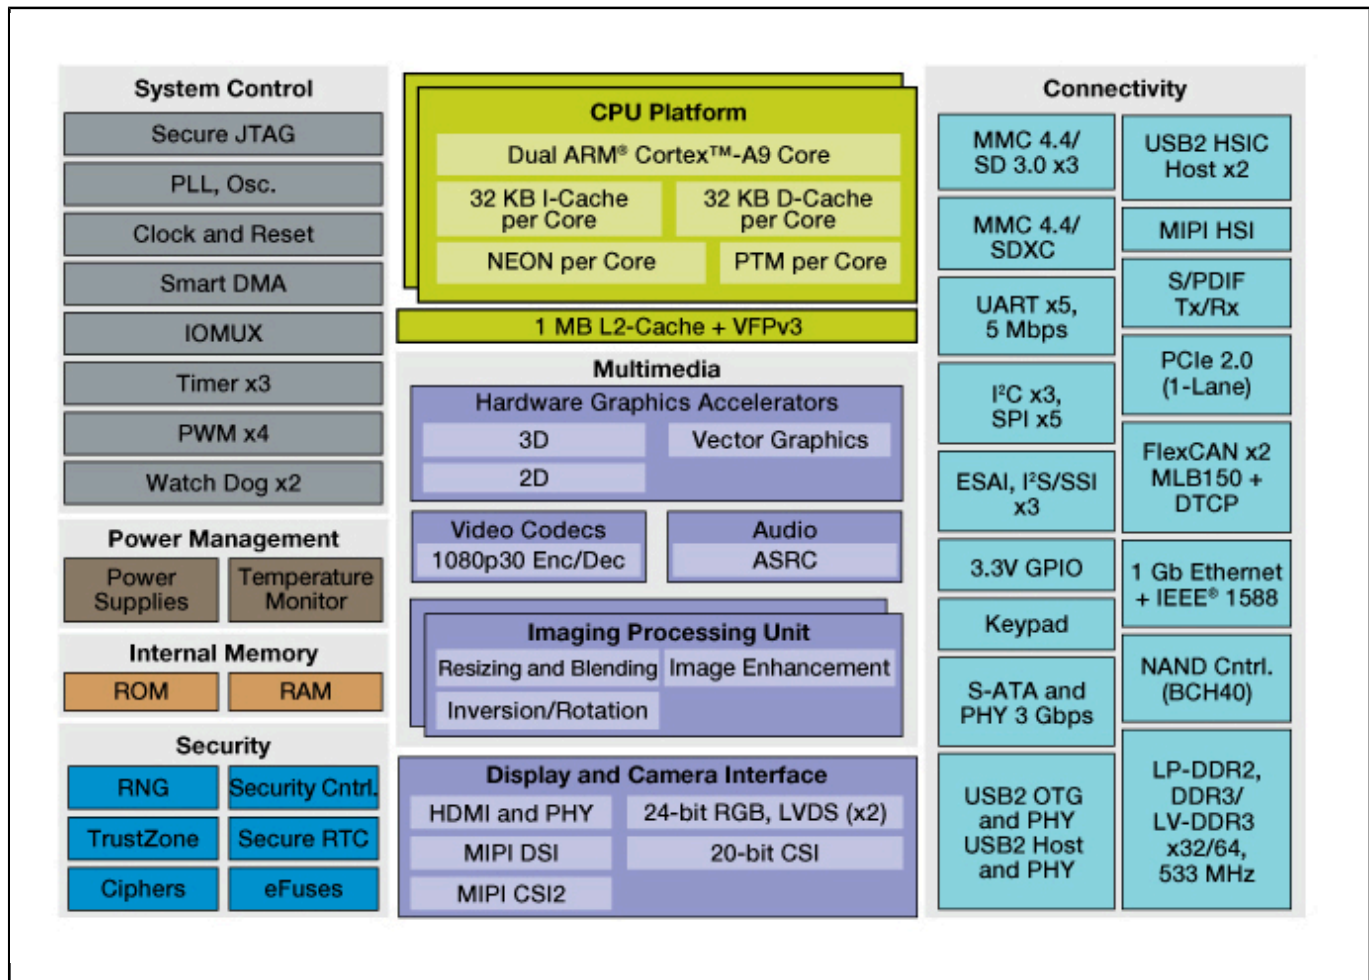 System Control
Secure JTAG
PLL, Osc.
Clock and Reset
Smart DMA
IOMUX
Timer x3
PWM x4
Watch Dog x2
Power Management
Power
Supplies
Temperature
Monitor
Internal Memory
ROM
RAM
Security
RNG
Security Cntrl.
TrustZone
Secure RTC
Ciphers
eFuses
CPU Platform
Dual ARM® Cortex™-A9 Core
32 KB I-Cache
per Core
32 KB D-Cache
per Core
NEON per Core
PTM per Core
1 MB L2-Cache + VFPv3
Multimedia
Hardware Graphics Accelerators
3D
Vector Graphics
2D
Video Codecs
1080p30 Enc/Dec
Audio
ASRC
Imaging Processing Unit
Resizing and Blending
Image Enhancement
Inversion/Rotation
Display and Camera Interface
HDMI and PHY
24-bit RGB, LVDS (x2)
MIPI DSI
20-bit CSI
MIPI CSI2
Connectivity
MMC 4.4/
SD 3.0 x3
MMC 4.4/
SDXC
UART x5,
5 Mbps
I²C x3,
SPI x5
ESAI, I²S/SSI
x3
3.3V GPIO
Keypad
S-ATA and
PHY 3 Gbps
USB2 OTG
and PHY
USB2 Host
and PHY
USB2 HSIC
Host x2
MIPI HSI
S/PDIF
Tx/Rx
PCIe 2.0
(1-Lane)
FlexCAN x2
MLB150 +
DTCP
1 Gb Ethernet
+ IEEE® 1588
NAND Cntrl.
(BCH40)
LP-DDR2,
DDR3/
LV-DDR3
x32/64,
533 MHz